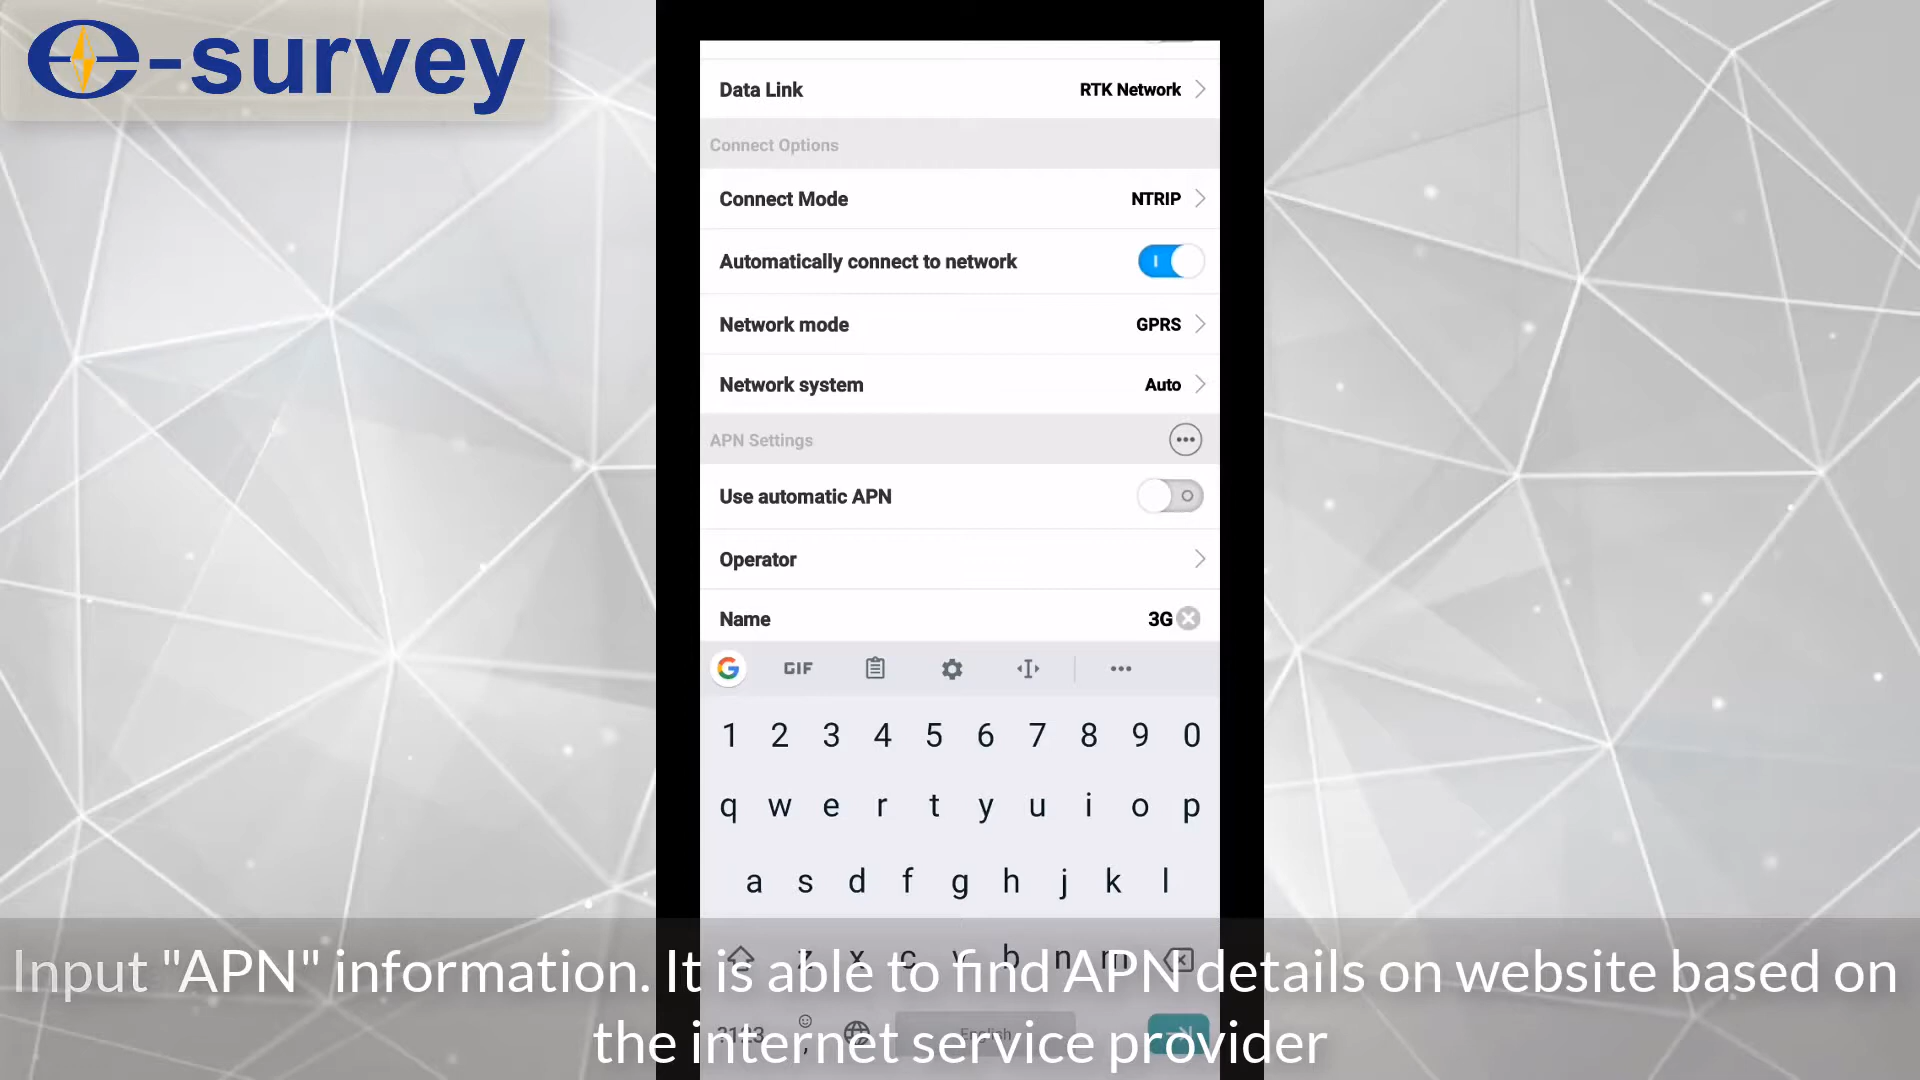 e-survey
Data Link RTK Network
Connect Options
Connect Mode NTRIP
Automatically connect to network
Network mode GPRS
Network system Auto
APN Settings
Use automatic APN
Operator
Name 3G
GIF
1 2 3 4 5 6 7 8 9 0
q w e r t y u i o p
a s d f g h j k l
z x c v b n m
?123 , English
Input "APN" information. It is able to find APN details on website based on
the internet service provider